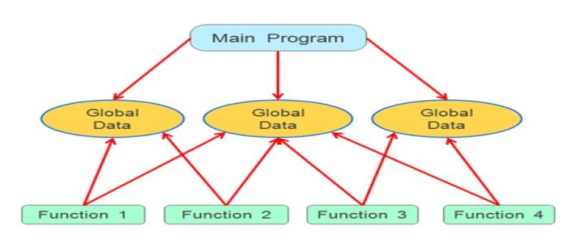 Main Program
Global
Data
Global
Data
Global
Data
Function 1
Function 2
Function 3
Function 4